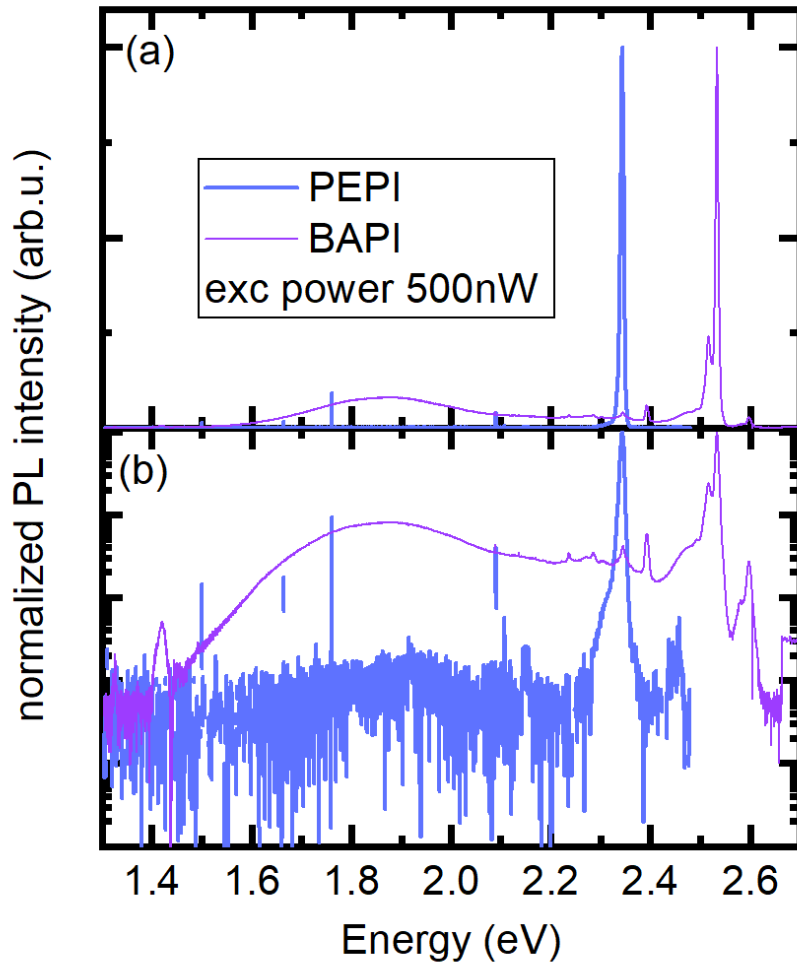 (a)
PEPI
BAPI
exc power 500nW
(b)
normalized PL intensity (arb.u.)
1.4 1.6 1.8 2.0 2.2 2.4 2.6
Energy (eV)